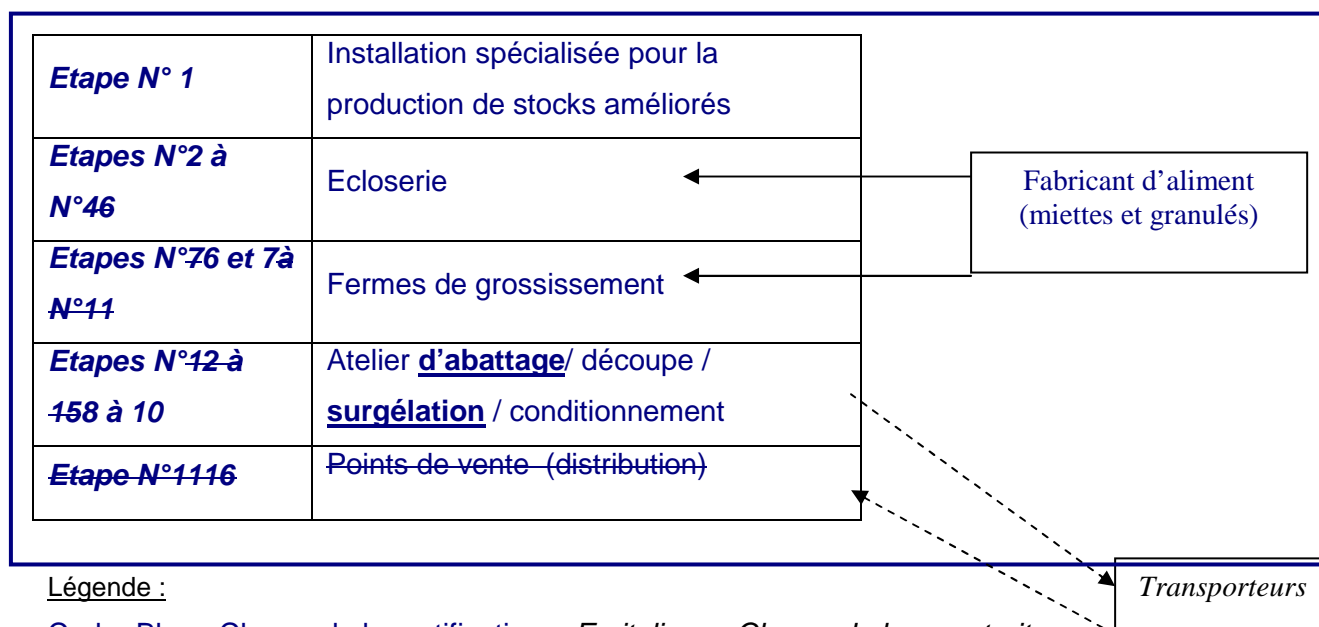 Etape N° 1
Installation spécialisée pour la
production de stocks améliorés
Etapes N°2 à
N°46
Ecloserie
Fabricant d'aliment
(miettes et granulés)
Etapes N°76 et 7à
N°11
Fermes de grossissement
Etapes N°12 à
158 à 10
Atelier d'abattage/ découpe /
surgélation / conditionnement
Etape N°1116
Points de vente (distribution)
Légende :
Transporteurs